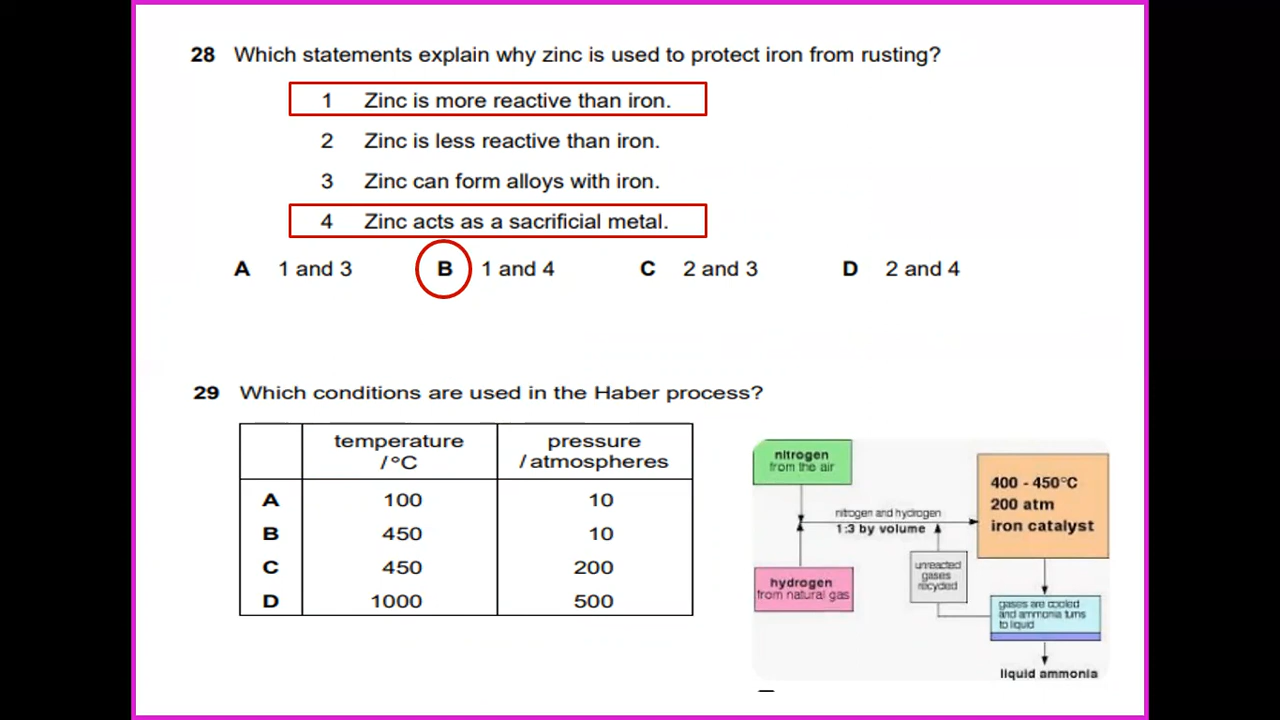 28 Which statements explain why zinc is used to protect iron from rusting?
1 Zinc is more reactive than iron.
2 Zinc is less reactive than iron.
3 Zinc can form alloys with iron.
4 Zinc acts as a sacrificial metal.
A 1 and 3 B 1 and 4 C 2 and 3 D 2 and 4
29 Which conditions are used in the Haber process?
temperature pressure
/°C /atmospheres
A 100 10
B 450 10
C 450 200
D 1000 500
nitrogen
from the air
nitrogen and hydrogen
1:3 by volume
hydrogen
from natural gas
unreacted
gases
recycled
400 - 450°C
200 atm
iron catalyst
gases are cooled
and ammonia turns
to liquid
liquid ammonia